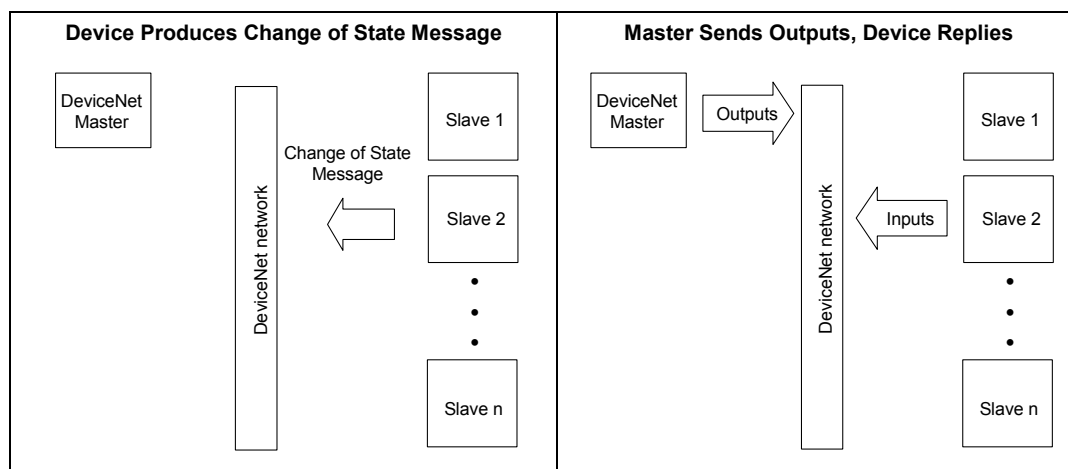 Device Produces Change of State Message
DeviceNet
Master
DeviceNet network
Change of State
Message
Slave 1
Slave 2
Slave n
Master Sends Outputs, Device Replies
DeviceNet
Master
Outputs
DeviceNet network
Inputs
Slave 1
Slave 2
Slave n